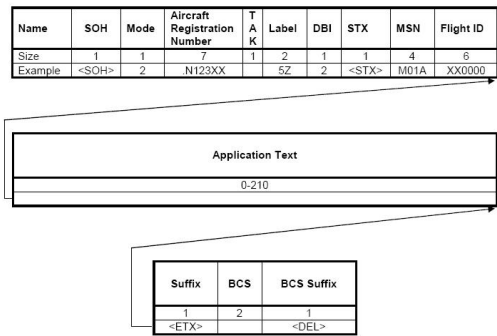 Name SOH Mode Aircraft Registration Number TAK Label DBI STX MSN Flight ID
Size 1 1 7 1 2 1 1 4 6
Example <SOH> 2 .N123XX 5Z 2 <STX> M01A XX0000
Application Text
0-210
Suffix BCS BCS Suffix
1 2 1
<ETX> <DEL>